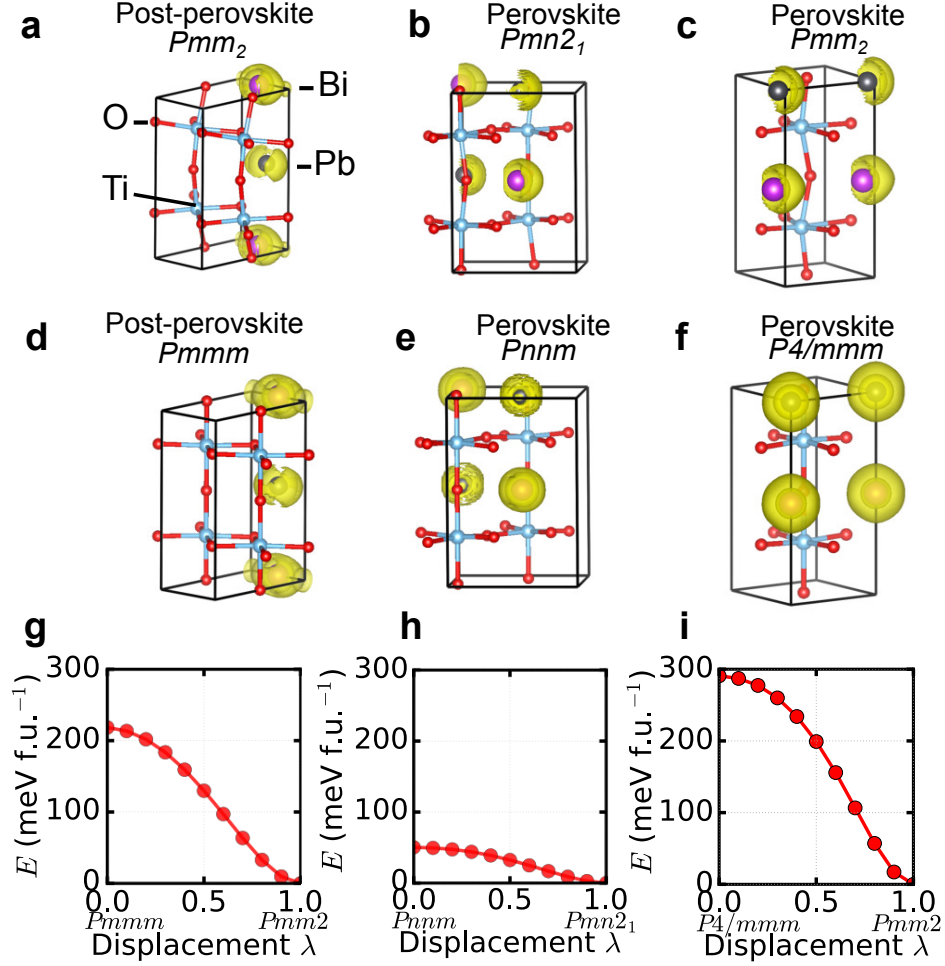 a Post-perovskite
Pmm₂
b Perovskite
Pmn2₁
c Perovskite
Pmm₂
Bi
O
Pb
Ti
d Post-perovskite
Pmmm
e Perovskite
Pnnm
f Perovskite
P4/mmm
g
300
200
100
0
E (meV f.u.⁻¹)
0.0 0.5 1.0
Pmmm Pmm2
Displacement λ
h
300
200
100
0
E (meV f.u.⁻¹)
0.0 0.5 1.0
Pnnm Pmn2₁
Displacement λ
i
300
200
100
0
E (meV f.u.⁻¹)
0.0 0.5 1.0
P4/mmm Pmm2
Displacement λ